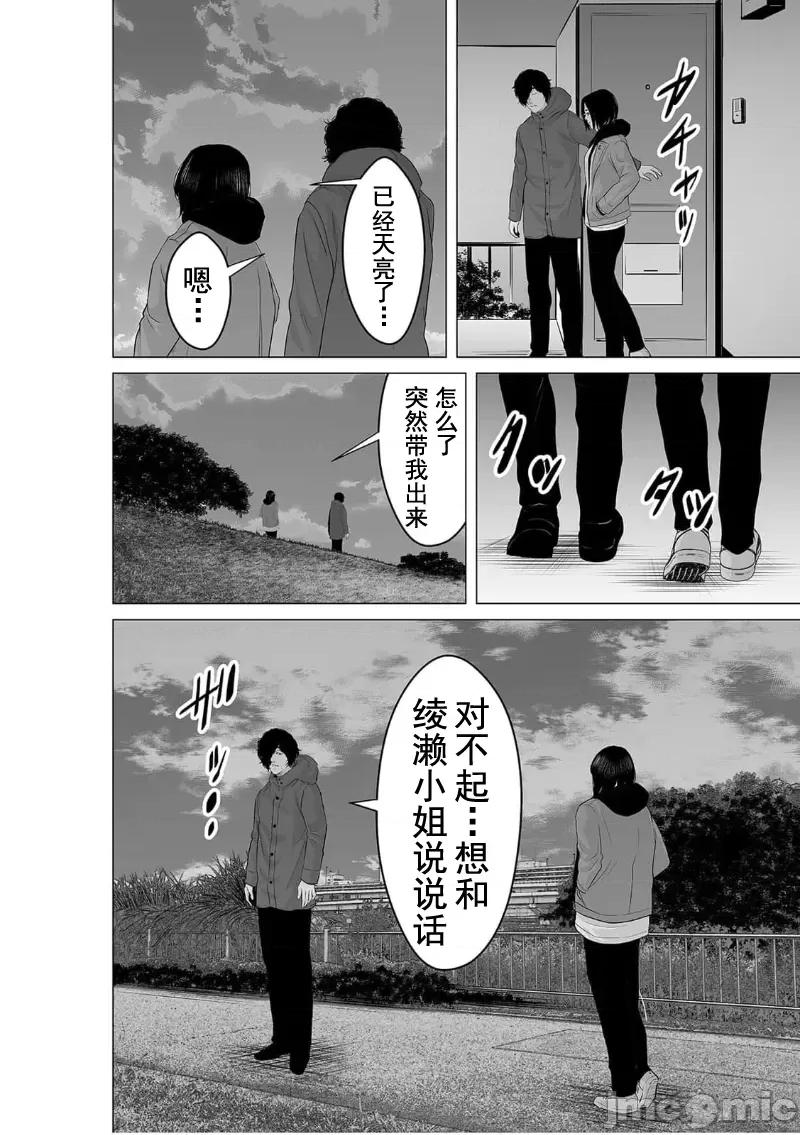 ガチャッ
已经天亮了…
嗯…
タッ
タッ
怎么了
突然带我出来
ザッ…
对不起…想和
绫濑小姐说说话
jmcomic